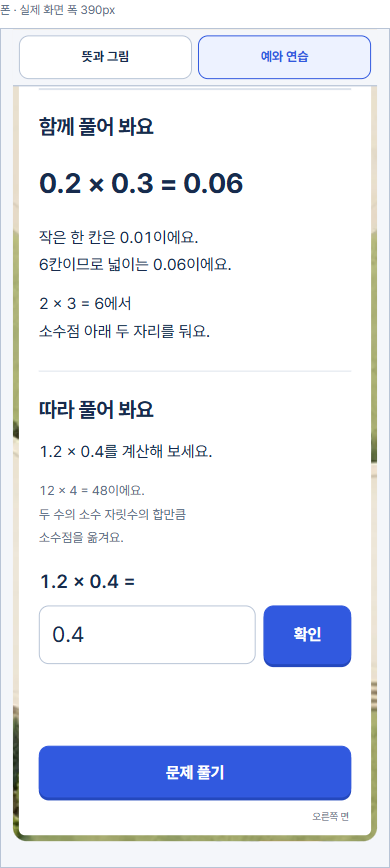 폰 · 실제 화면 폭 390px
뜻과 그림
예와 연습
함께 풀어 봐요
0.2 × 0.3 = 0.06
작은 한 칸은 0.01이에요.
6칸이므로 넓이는 0.06이에요.
2 × 3 = 6에서
소수점 아래 두 자리를 둬요.
따라 풀어 봐요
1.2 × 0.4를 계산해 보세요.
12 × 4 = 48이에요.
두 수의 소수 자릿수의 합만큼
소수점을 옮겨요.
1.2 × 0.4 =
0.4
확인
문제 풀기
오른쪽 면